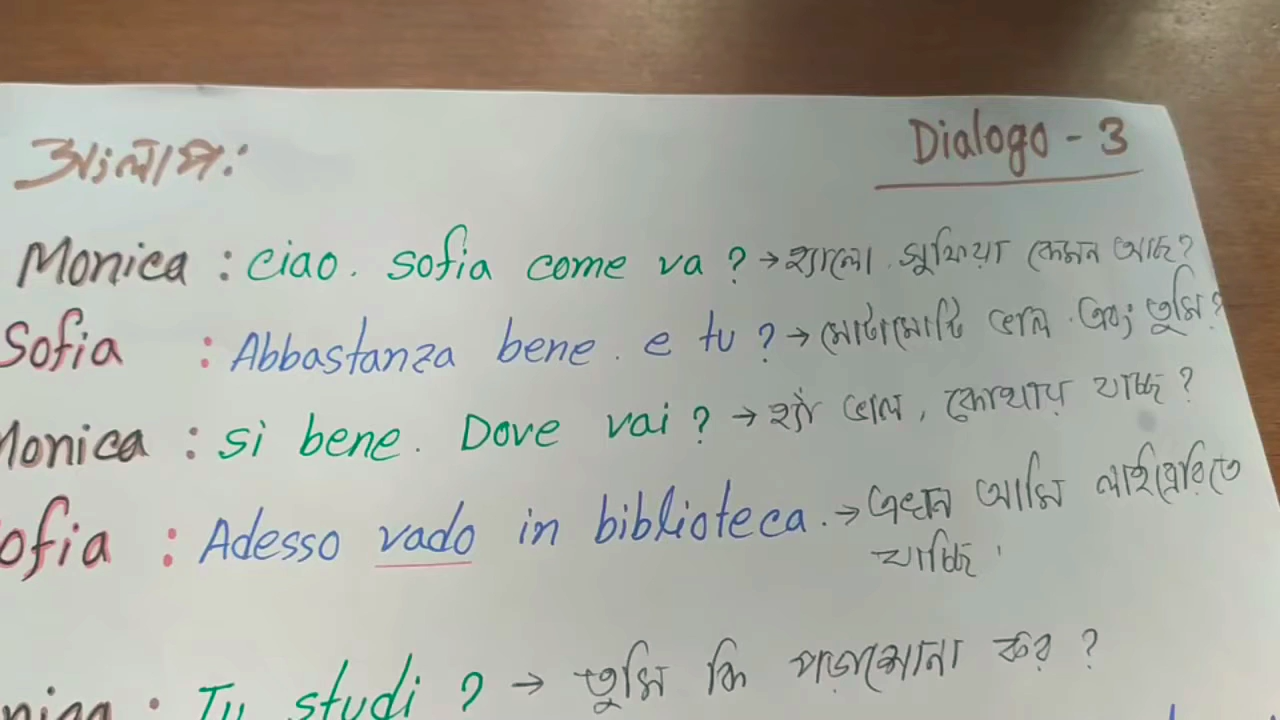 আলাপ:
Dialogo - 3
Monica : ciao. sofia come va ? → হ্যালো. সুফিয়া কেমন আছ?
Sofia : Abbastanza bene. e tu ? → মোটামোটি ভাল. এবং তুমি?
Monica : si bene. Dove vai ? → হ্যাঁ ভাল, কোথায় যাচ্ছ ?
ofia : Adesso vado in biblioteca. → এখন আমি লাইব্রেরিতে
যাচ্ছি।
: Tu studi ? → তুমি কি পড়াশোনা কর ?